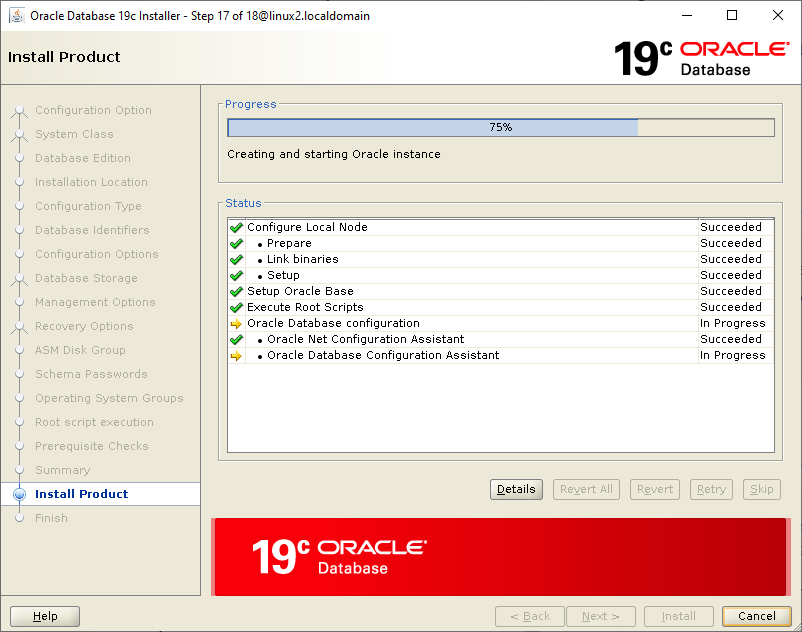 Oracle Database 19c Installer - Step 17 of 18@linux2.localdomain
Install Product
19c ORACLE
Database
Configuration Option
System Class
Database Edition
Installation Location
Configuration Type
Database Identifiers
Configuration Options
Database Storage
Management Options
Recovery Options
ASM Disk Group
Schema Passwords
Operating System Groups
Root script execution
Prerequisite Checks
Summary
Install Product
Finish
Progress
75%
Creating and starting Oracle instance
Status
Configure Local Node Succeeded
• Prepare Succeeded
• Link binaries Succeeded
• Setup Succeeded
Setup Oracle Base Succeeded
Execute Root Scripts Succeeded
Oracle Database configuration In Progress
• Oracle Net Configuration Assistant Succeeded
• Oracle Database Configuration Assistant In Progress
Details Revert All Revert Retry Skip
19c ORACLE
Database
Help < Back Next > Install Cancel